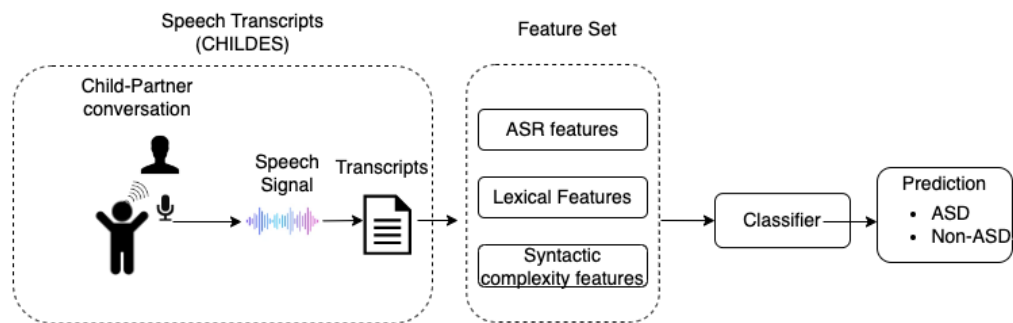 Speech Transcripts
(CHILDES)
Feature Set
Child-Partner
conversation
Speech
Signal
Transcripts
ASR features
Lexical Features
Syntactic
complexity features
Classifier
Prediction
• ASD
• Non-ASD